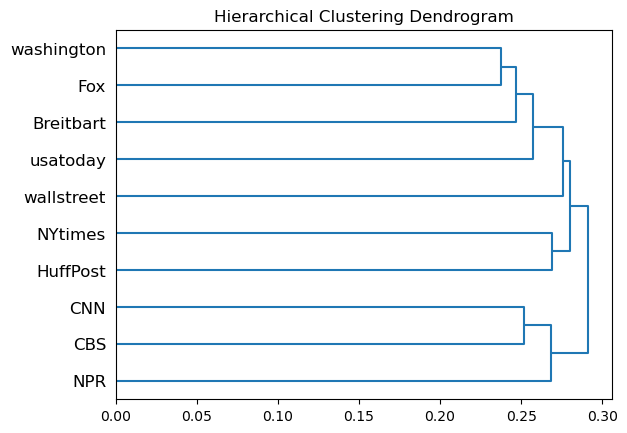 Hierarchical Clustering Dendrogram
washington
Fox
Breitbart
usatoday
wallstreet
NYtimes
HuffPost
CNN
CBS
NPR
0.00 0.05 0.10 0.15 0.20 0.25 0.30